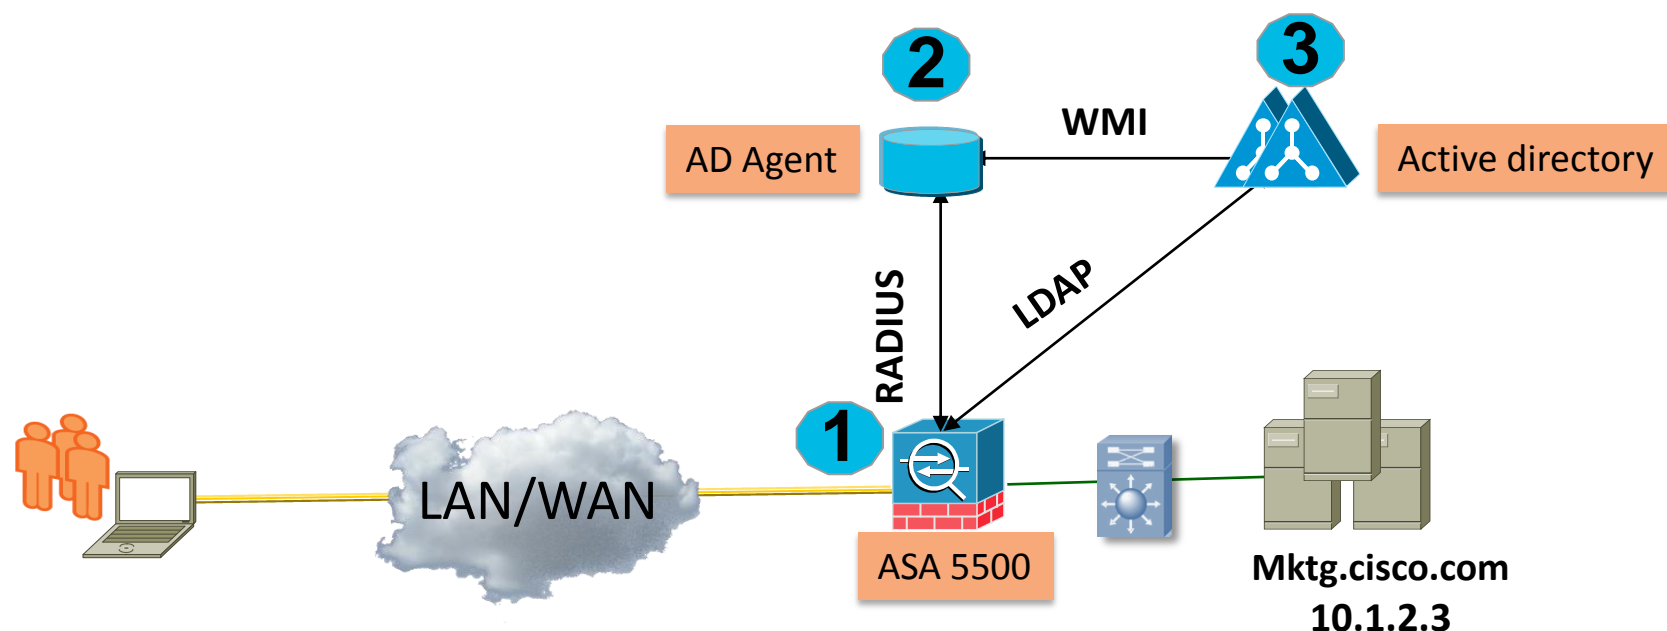 2
3
WMI
AD Agent
Active directory
RADIUS
LDAP
1
LAN/WAN
ASA 5500
Mktg.cisco.com
10.1.2.3